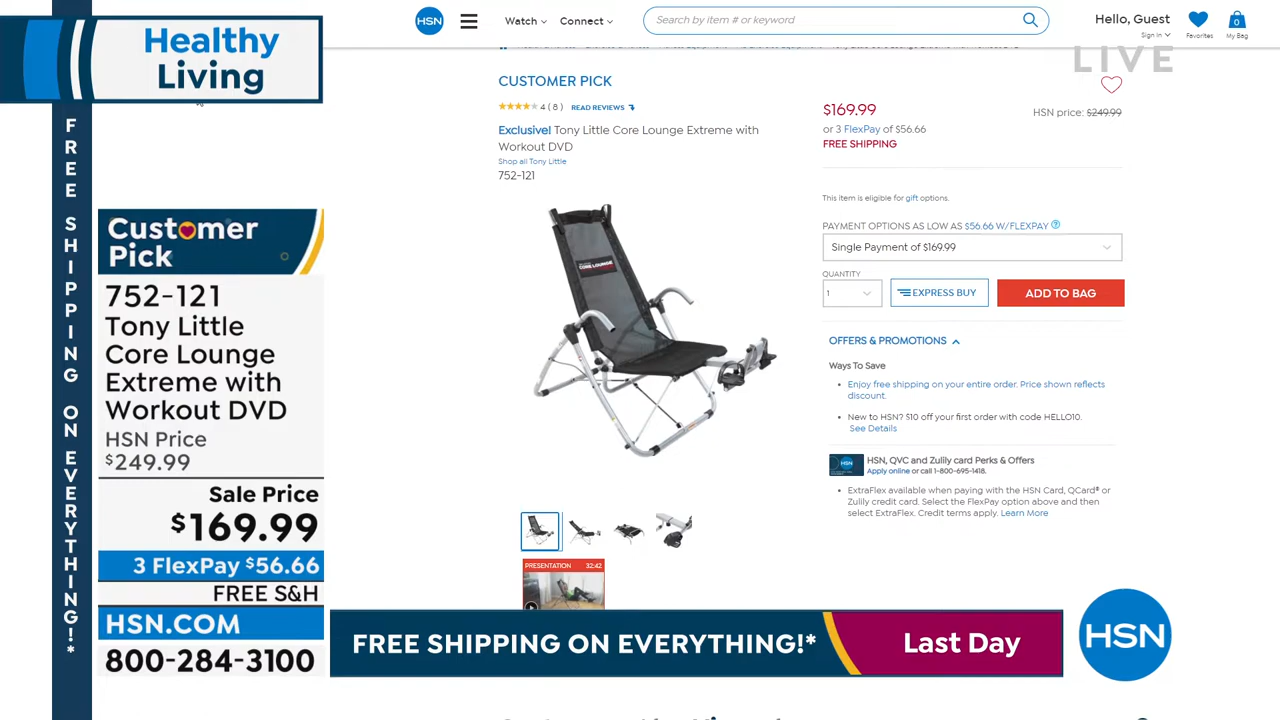 Healthy
Living
FREE SHIPPING ON EVERYTHING!*
Customer
Pick
752-121
Tony Little
Core Lounge
Extreme with
Workout DVD
HSN Price
$249.99
Sale Price
$169.99
3 FlexPay $56.66
FREE S&H
HSN.COM
800-284-3100
HSN
Watch
Connect
Search by item # or keyword
Hello, Guest
Sign In
Favorites
0
My Bag
LIVE
CUSTOMER PICK
4 ( 8 ) READ REVIEWS
Exclusive! Tony Little Core Lounge Extreme with
Workout DVD
Shop all Tony Little
752-121
CORE LOUNGE
PRESENTATION 32:42
$169.99
HSN price: $249.99
or 3 FlexPay of $56.66
FREE SHIPPING
This item is eligible for gift options.
PAYMENT OPTIONS AS LOW AS $56.66 W/FLEXPAY ?
Single Payment of $169.99
QUANTITY
1
EXPRESS BUY
ADD TO BAG
OFFERS & PROMOTIONS
Ways To Save
Enjoy free shipping on your entire order. Price shown reflects
discount.
New to HSN? $10 off your first order with code HELLO10.
See Details
HSN
HSN, QVC and Zulily card Perks & Offers
Apply online or call 1-800-695-1418.
ExtraFlex available when paying with the HSN Card, QCard® or
Zulily credit card. Select the FlexPay option above and then
select ExtraFlex. Credit terms apply. Learn More
FREE SHIPPING ON EVERYTHING!*
Last Day
HSN